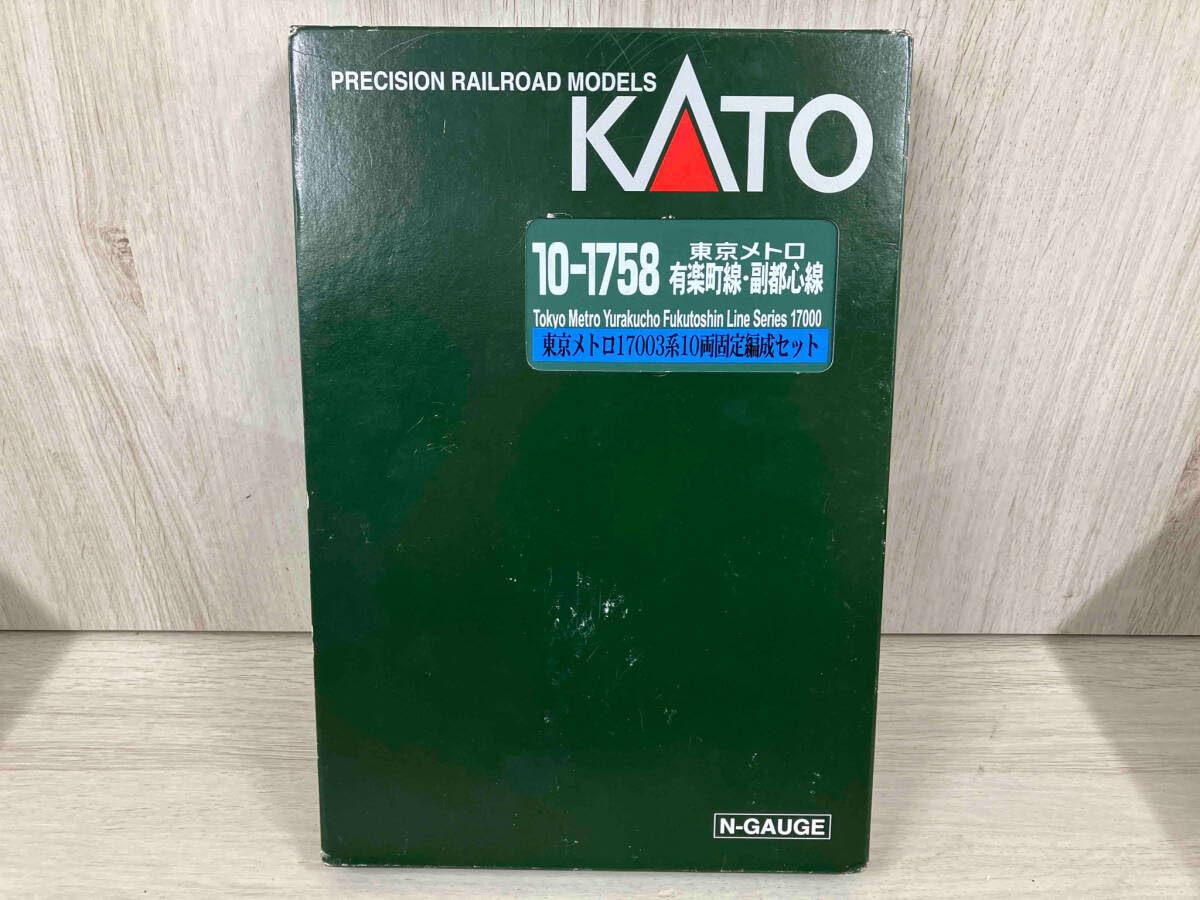 PRECISION RAILROAD MODELS
KATO
10-1758
東京メトロ
有楽町線・副都心線
Tokyo Metro Yurakucho Fukutoshin Line Series 17000
東京メトロ17003系10両固定編成セット
N-GAUGE